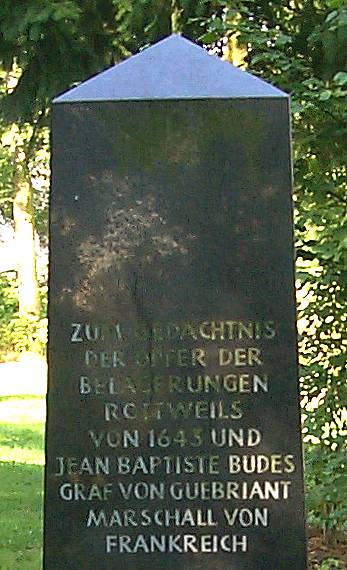 ZUM GEDÄCHTNIS
DER OPFER DER
BELAGERUNGEN
ROTTWEILS
VON 1643 UND
JEAN BAPTISTE BUDES
GRAF VON GUEBRIANT
MARSCHALL VON
FRANKREICH